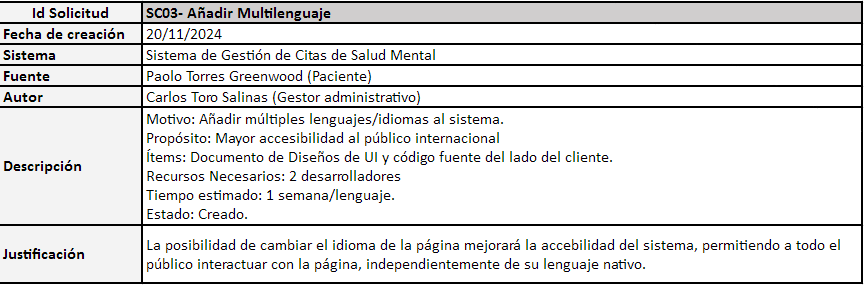 Id Solicitud SC03- Añadir Multilenguaje
Fecha de creación 20/11/2024
Sistema Sistema de Gestión de Citas de Salud Mental
Fuente Paolo Torres Greenwood (Paciente)
Autor Carlos Toro Salinas (Gestor administrativo)
Descripción
Motivo: Añadir múltiples lenguajes/idiomas al sistema.
Propósito: Mayor accesibilidad al público internacional
Ítems: Documento de Diseños de UI y código fuente del lado del cliente.
Recursos Necesarios: 2 desarrolladores
Tiempo estimado: 1 semana/lenguaje.
Estado: Creado.
Justificación
La posibilidad de cambiar el idioma de la página mejorará la accebilidad del sistema, permitiendo a todo el
público interactuar con la página, independientemente de su lenguaje nativo.